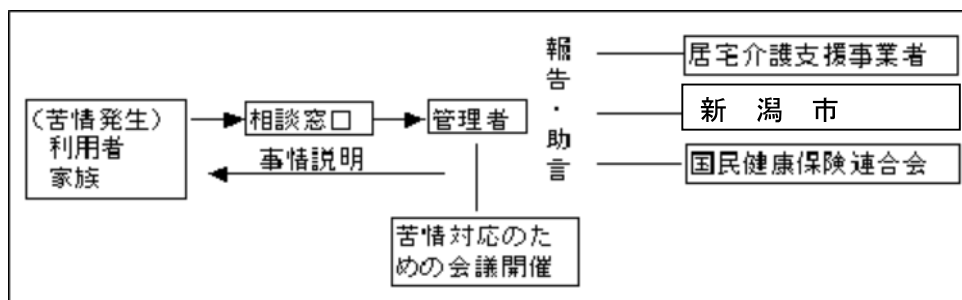 (苦情発生)
利用者
家族
相談窓口
管理者
事情説明
苦情対応のた
めの会議開催
報告・助言
居宅介護支援事業者
新潟市
国民健康保険連合会